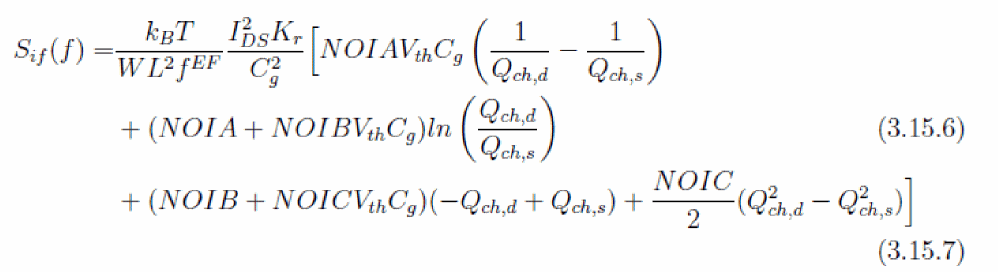 S_{if}(f) = \frac{k_B T}{W L^2 f^{EF}} \frac{I_{DS}^2 K_r}{C_g^2} \Big[ NOIAV_{th}C_g \left( \frac{1}{Q_{ch,d}} - \frac{1}{Q_{ch,s}} \right)
+ (NOIA + NOIBV_{th}C_g) ln \left( \frac{Q_{ch,d}}{Q_{ch,s}} \right) (3.15.6)
+ (NOIB + NOICV_{th}C_g)(-Q_{ch,d} + Q_{ch,s}) + \frac{NOIC}{2} (Q_{ch,d}^2 - Q_{ch,s}^2) \Big]
(3.15.7)